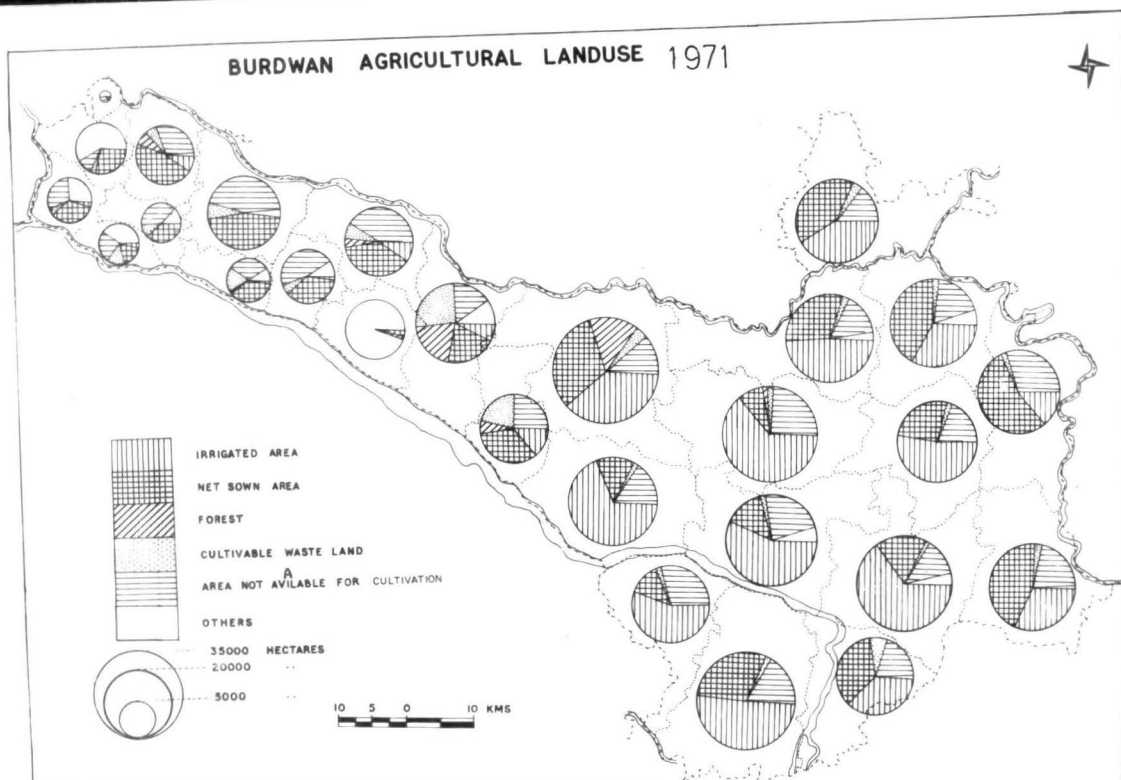 BURDWAN AGRICULTURAL LANDUSE 1971
IRRIGATED AREA
NET SOWN AREA
FOREST
CULTIVABLE WASTE LAND
A
AREA NOT AVILABLE FOR CULTIVATION
OTHERS
35000 HECTARES
20000 ..
5000 ..
10 5 0 10 KMS